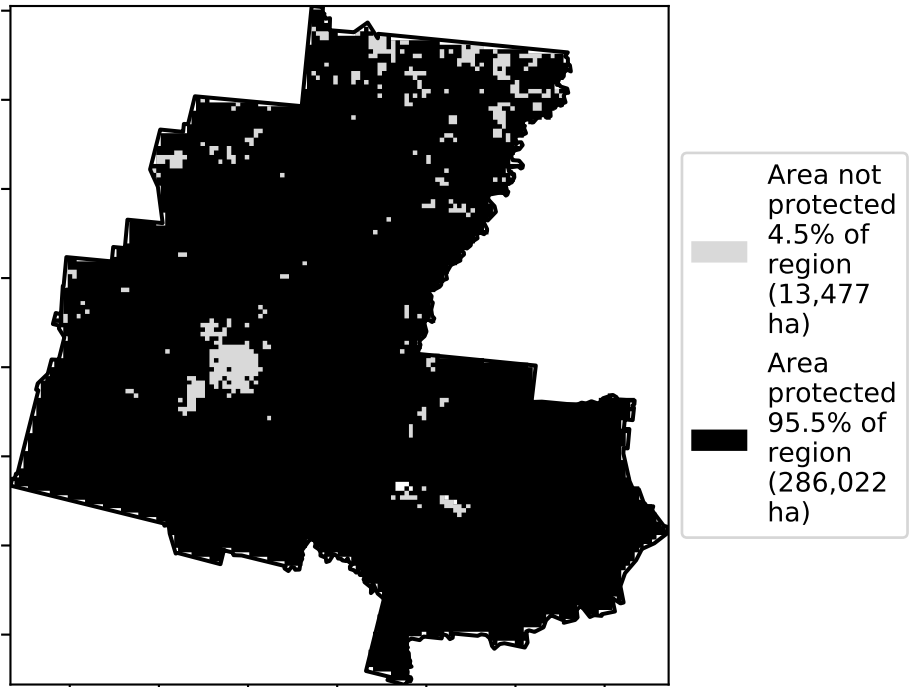 Area not
protected
4.5% of
region
(13,477
ha)
Area
protected
95.5% of
region
(286,022
ha)